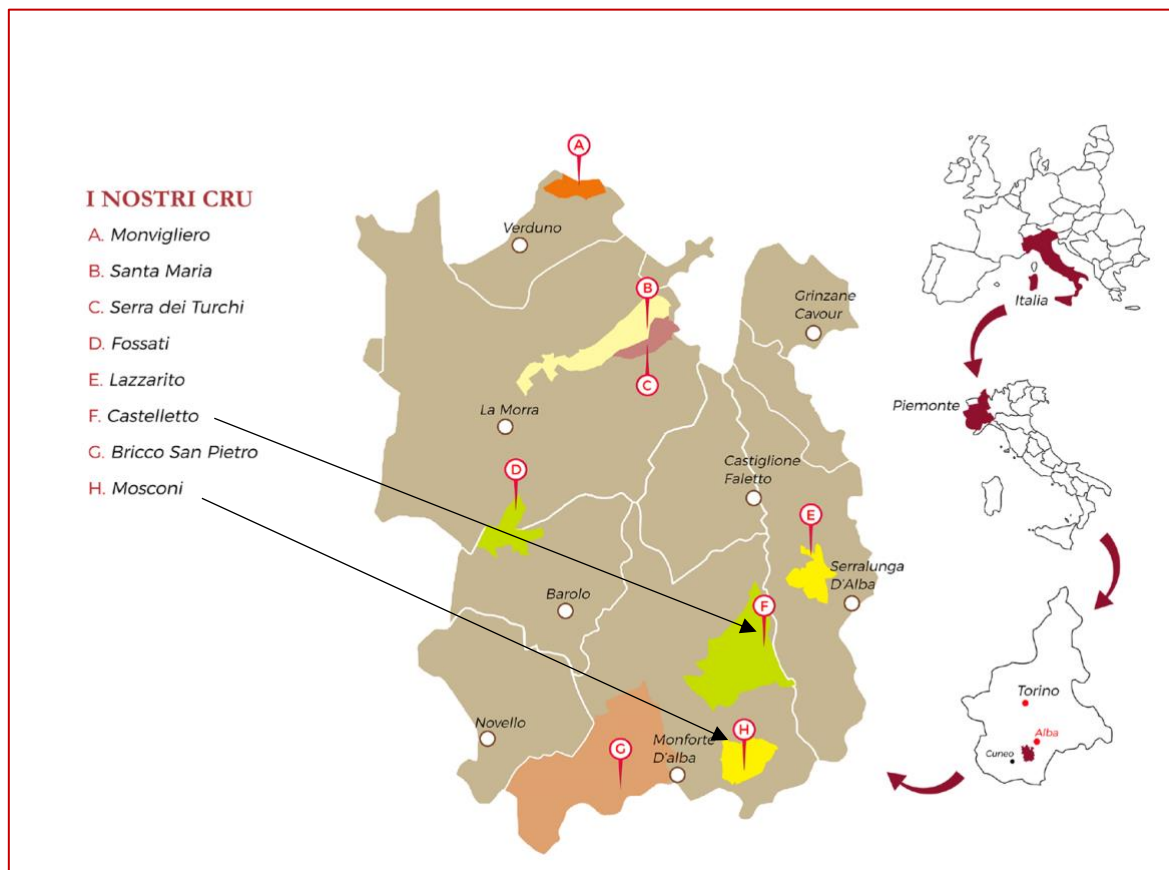 I NOSTRI CRU
A. Monvigliero
B. Santa Maria
C. Serra dei Turchi
D. Fossati
E. Lazzarito
F. Castelletto
G. Bricco San Pietro
H. Mosconi
A
Verduno
B
Grinzane
Cavour
C
La Morra
D
Castiglione
Faletto
E
Serralunga
D'Alba
Barolo
F
Novello
G
Monforte
D'alba
H
Italia
Piemonte
Torino
Alba
Cuneo